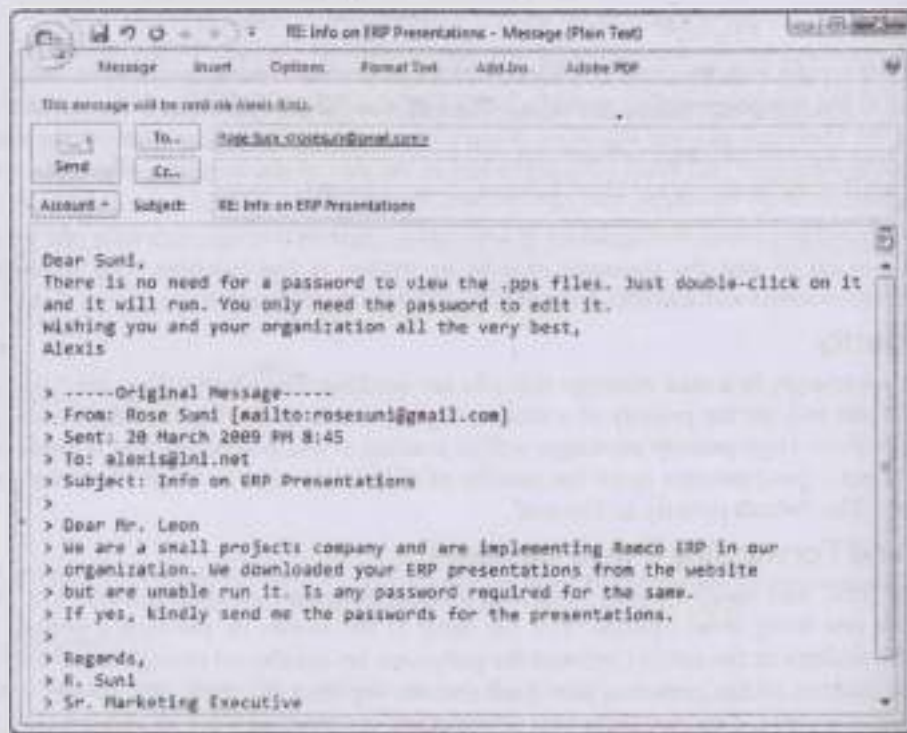 RE: Info on ERP Presentations - Message (Plain Text)
Message Insert Options Format Text Add-Ins Adobe PDF
This message will be sent via Alexis
To...
Send
Cc...
Account Subject: RE: Info on ERP Presentations
Dear Suni,
There is no need for a password to view the .pps files. Just double-click on it
and it will run. You only need the password to edit it.
Wishing you and your organization all the very best,
Alexis
> -----Original Message-----
> From: Rose Suni [mailto:rosesuni@gmail.com]
> Sent: 20 March 2009 PM 8:45
> To: alexis@lnl.net
> Subject: Info on ERP Presentations
>
> Dear Mr. Leon
> We are a small projects company and are implementing Ramco ERP in our
> organization. We downloaded your ERP presentations from the website
> but are unable run it. Is any password required for the same.
> If yes, kindly send me the passwords for the presentations.
>
> Regards,
> R. Suni
> Sr. Marketing Executive